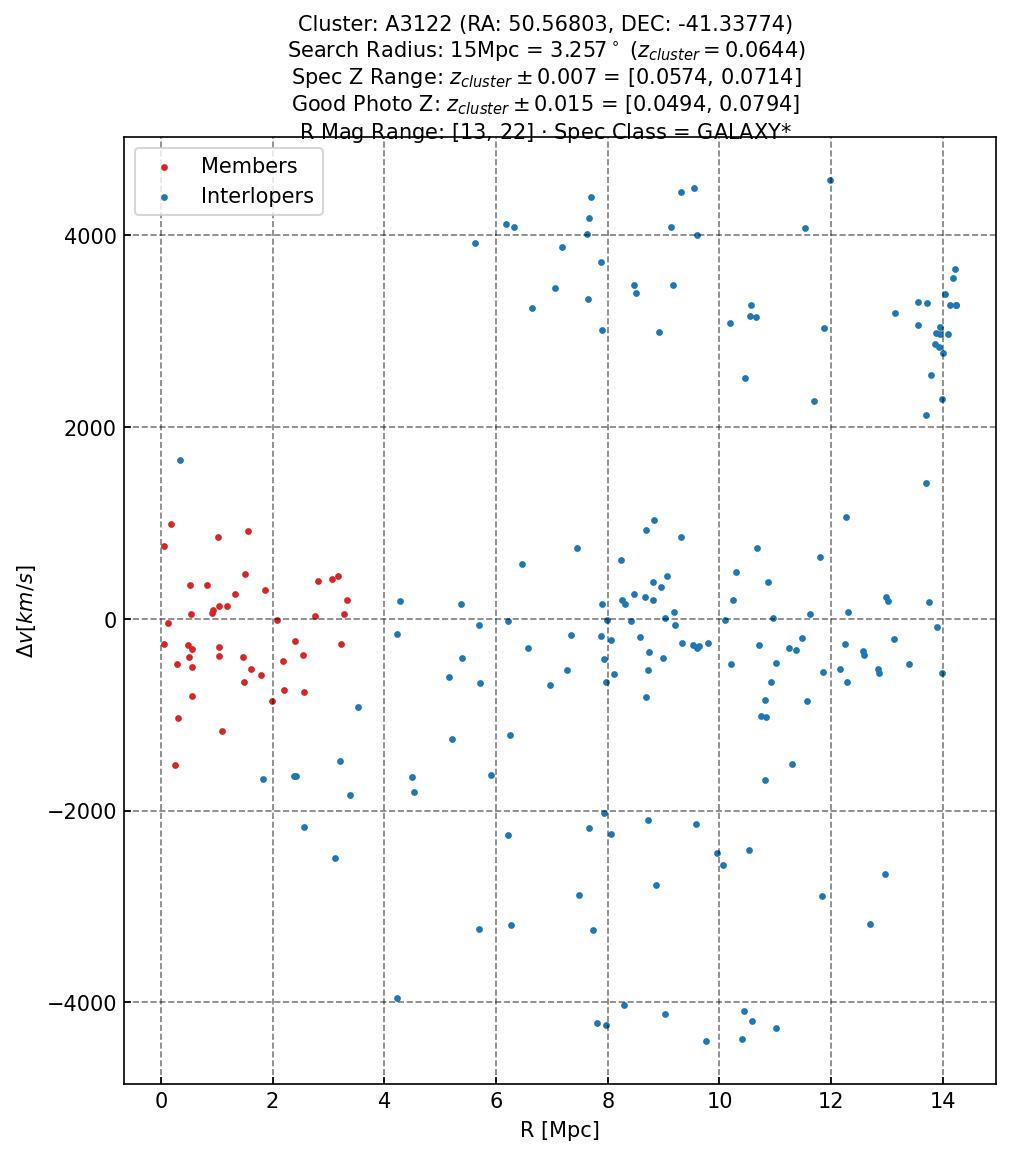 Cluster: A3122 (RA: 50.56803, DEC: -41.33774)
Search Radius: 15Mpc = 3.257° (z_cluster = 0.0644)
Spec Z Range: z_cluster ± 0.007 = [0.0574, 0.0714]
Good Photo Z: z_cluster ± 0.015 = [0.0494, 0.0794]
R Mag Range: [13, 22] · Spec Class = GALAXY*
Members
Interlopers
4000
2000
0
−2000
−4000
Δv[km/s]
0 2 4 6 8 10 12 14
R [Mpc]